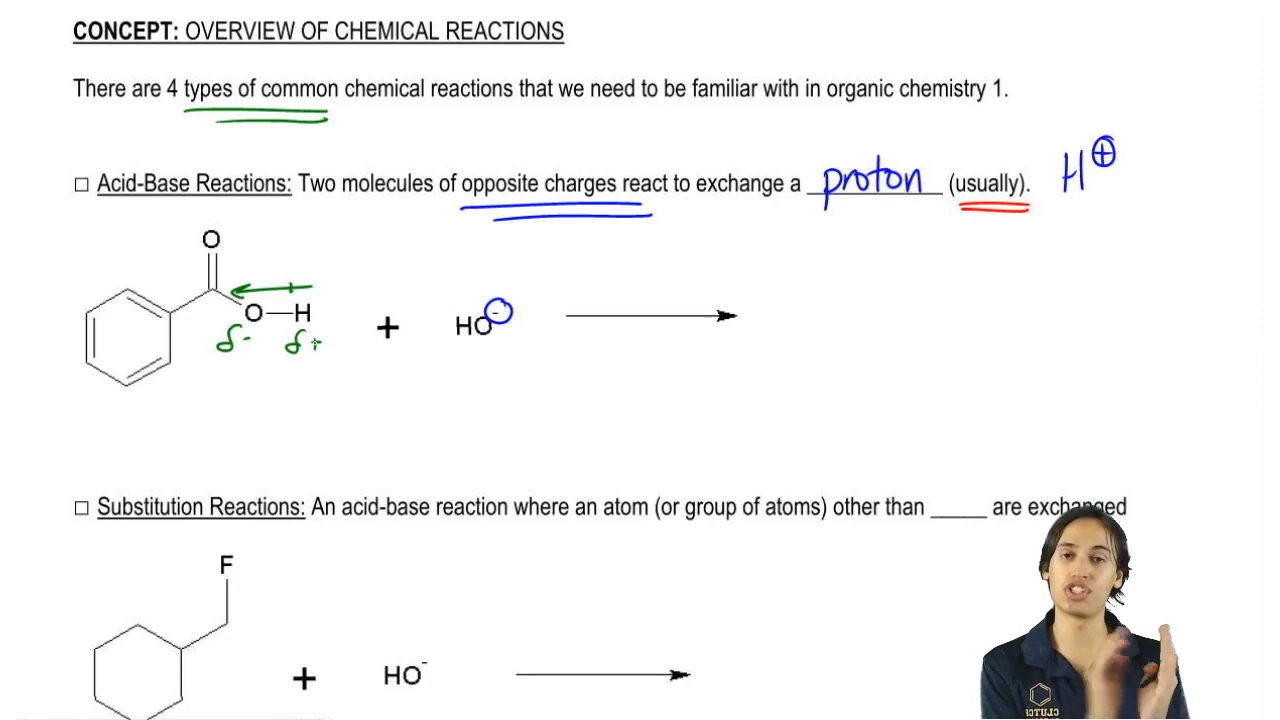 CONCEPT: OVERVIEW OF CHEMICAL REACTIONS
There are 4 types of common chemical reactions that we need to be familiar with in organic chemistry 1.
□ Acid-Base Reactions: Two molecules of opposite charges react to exchange a proton (usually). H⊕
O
O—H
δ- δ+
+ HO⁻
□ Substitution Reactions: An acid-base reaction where an atom (or group of atoms) other than _____ are exchanged
F
+ HO⁻